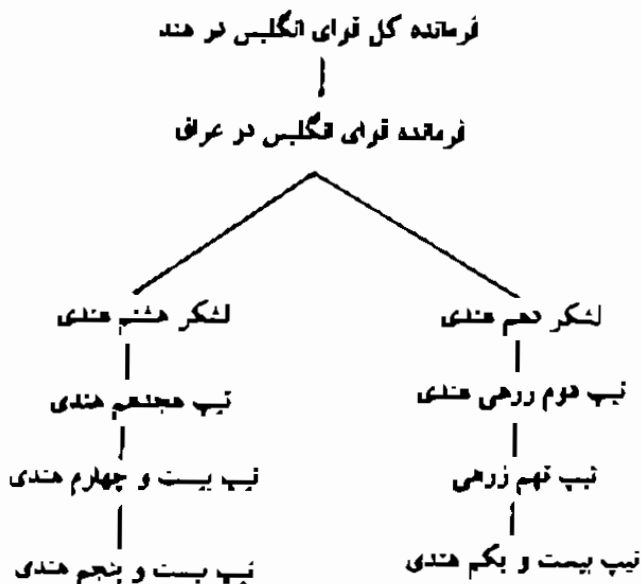 فرمانده کل قوای انگلیس در هند
فرمانده قوای انگلیس در عراق
لشکر دهم هندی
لشکر هشتم هندی
تیپ دوم زرهی هندی
تیپ هجدهم هندی
تیپ نهم زرهی
تیپ بیست و چهارم هندی
تیپ بیست و یکم هندی
تیپ بیست و پنجم هندی